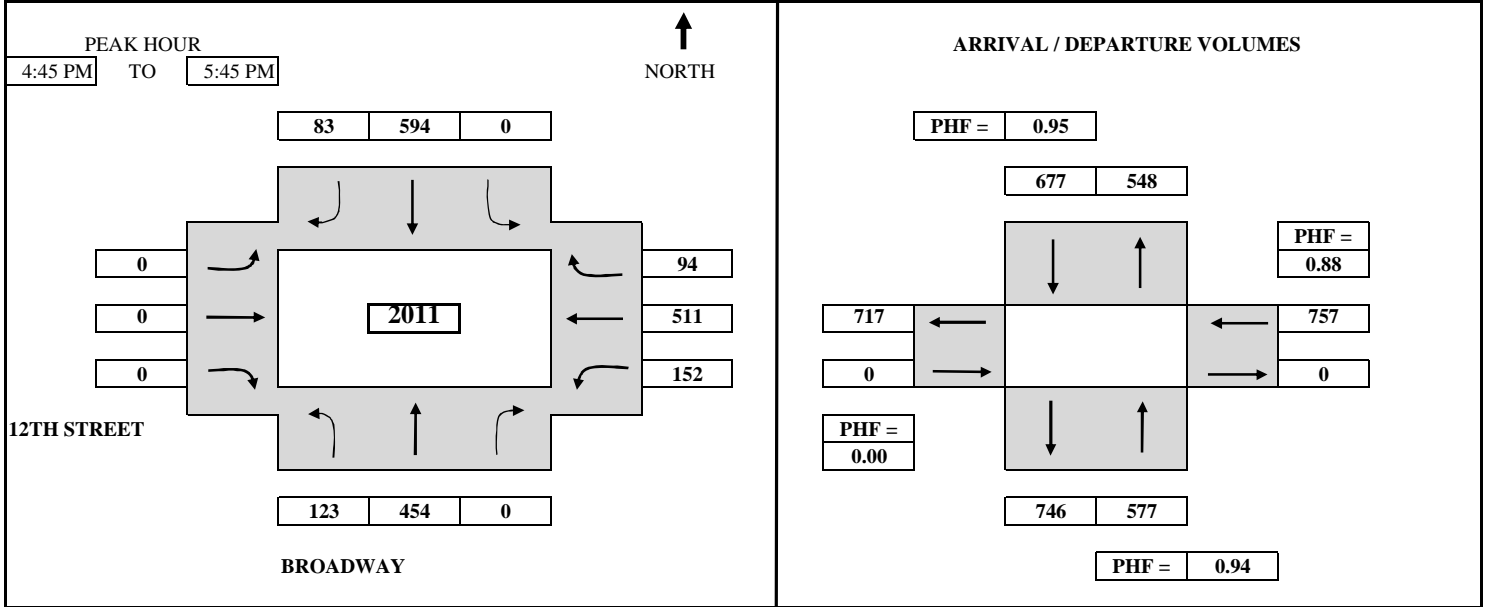 PEAK HOUR
4:45 PM TO 5:45 PM
NORTH
83 594 0
0 94
0 2011 511
0 152
12TH STREET
123 454 0
BROADWAY
ARRIVAL / DEPARTURE VOLUMES
PHF = 0.95
677 548
PHF =
0.88
717 757
0 0
PHF =
0.00
746 577
PHF = 0.94